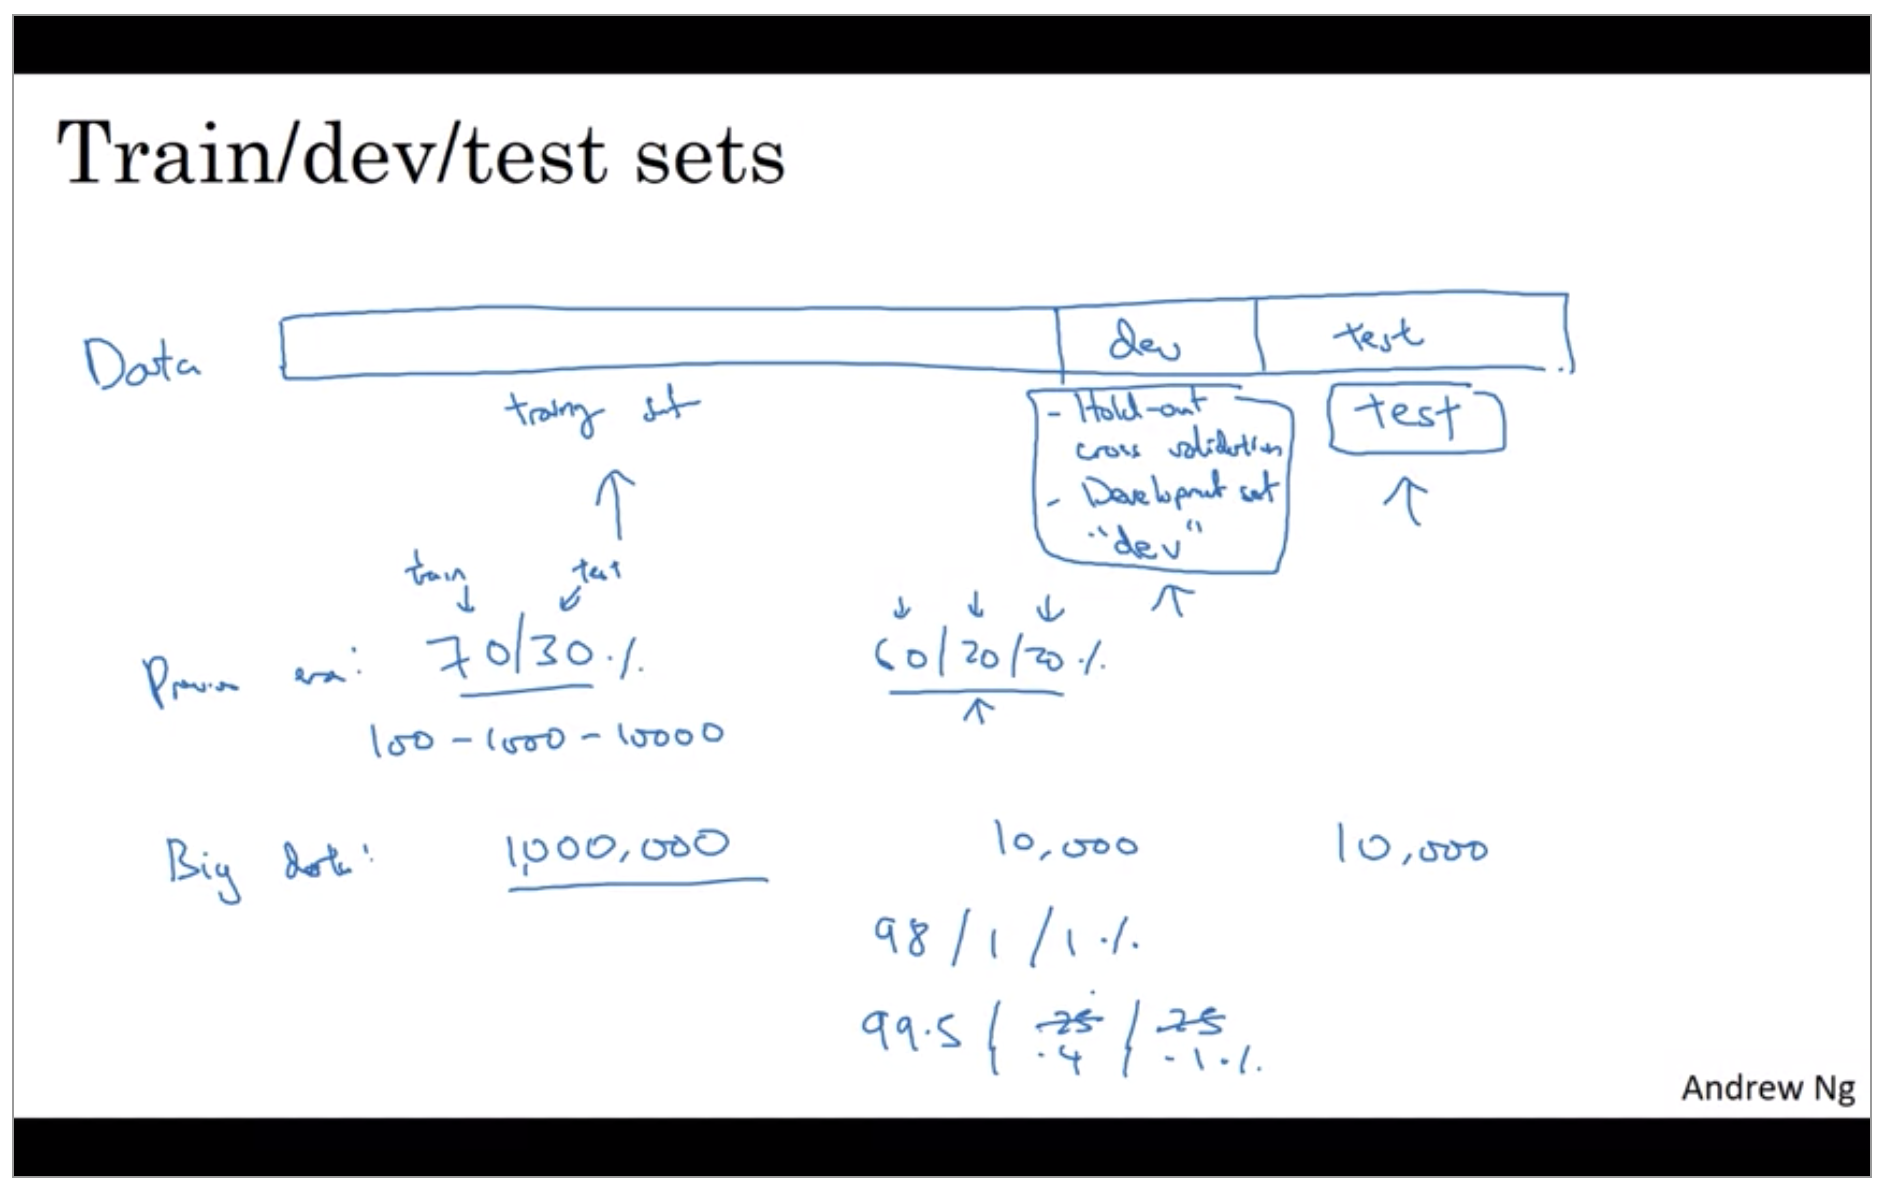 Train/dev/test sets
Data
dev
test
training set
- Hold-out
cross validation
- Development set
"dev"
test
train
test
Previous era:
70/30%
60/20/20%
100-1000-10000
Big data:
1,000,000
10,000
10,000
98/1/1%
99.5/.25/.25
.4 .1%
Andrew Ng